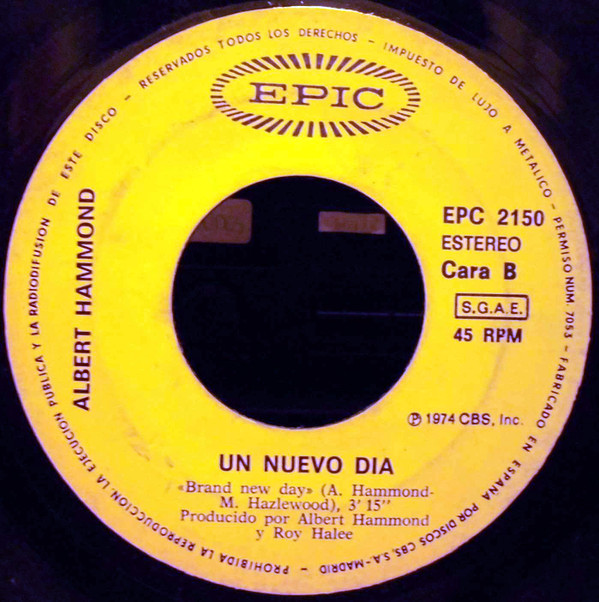 RESERVADOS TODOS LOS DERECHOS - IMPUESTO DE LUJO A METALICO - PERMISO NUM. 7053 - FABRICADO EN ESPAÑA POR DISCOS CBS, S.A.-MADRID - PROHIBIDA LA REPRODUCCION, LA EJECUCION PUBLICA Y LA RADIODIFUSION DE ESTE DISCO -
EPIC
ALBERT HAMMOND
EPC 2150
ESTEREO
Cara B
S.G.A.E.
45 RPM
℗ 1974 CBS, Inc.
UN NUEVO DIA
«Brand new day» (A. Hammond-
M. Hazlewood), 3' 15''
Producido por Albert Hammond
y Roy Halee